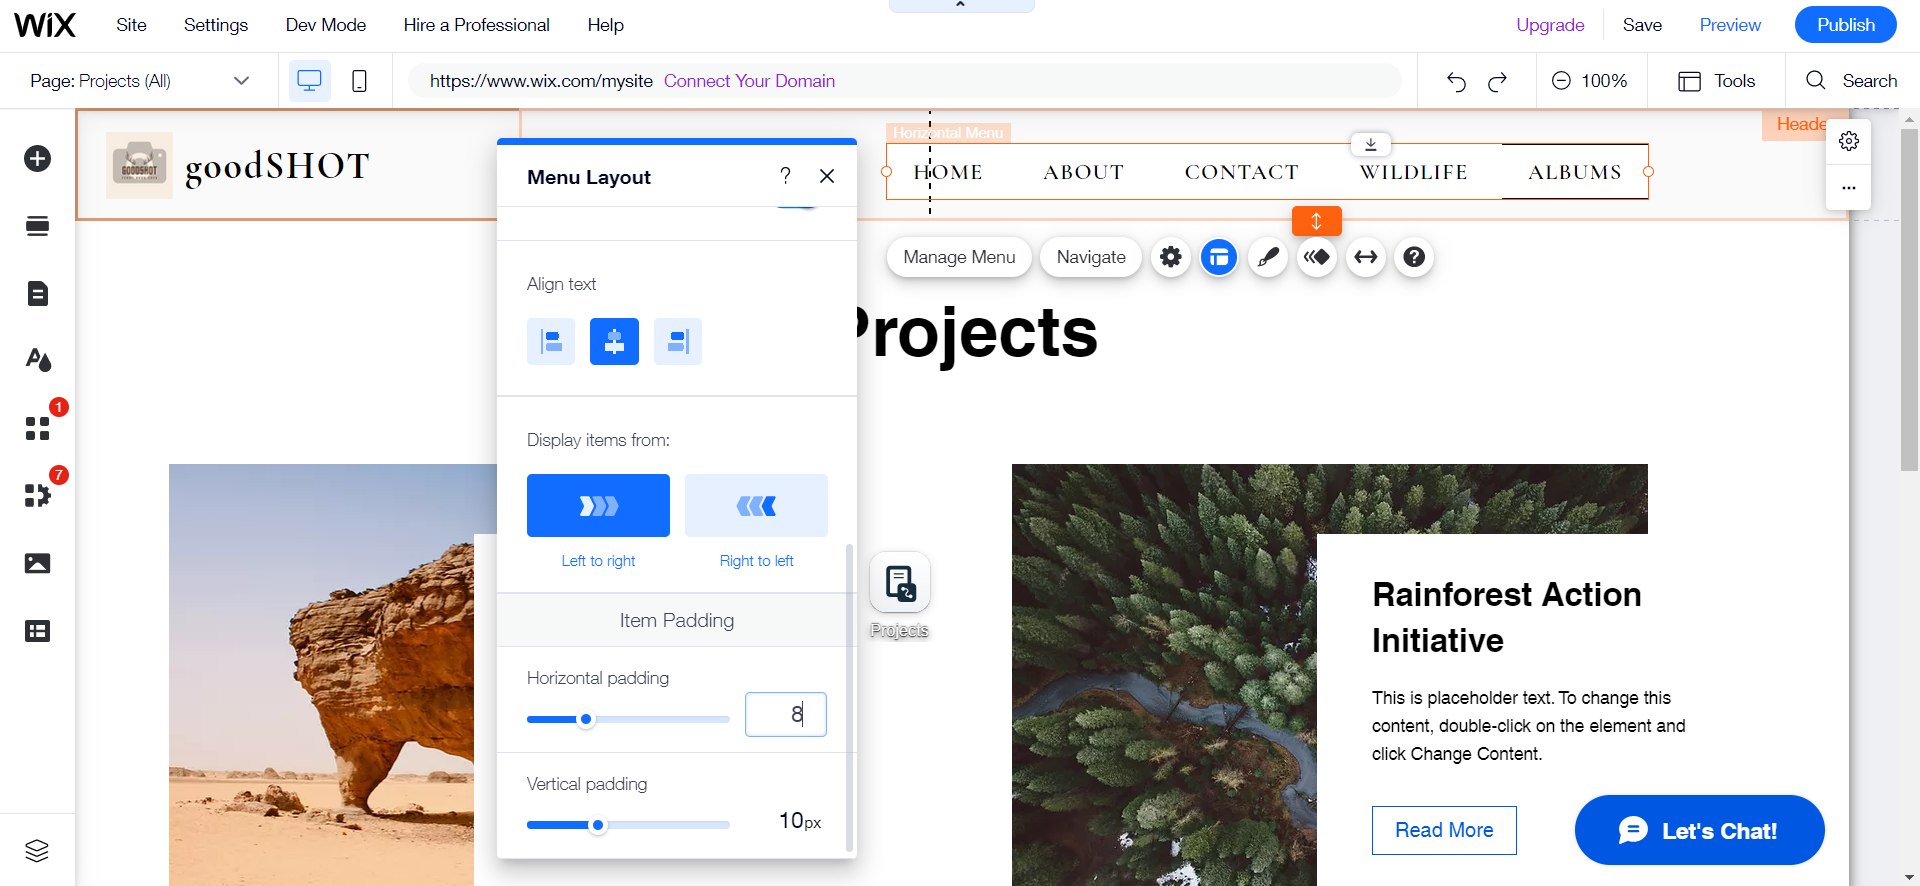 WiX Site Settings Dev Mode Hire a Professional Help Upgrade Save Preview Publish
Page: Projects (All) https://www.wix.com/mysite Connect Your Domain 100% Tools Search
GOODSHOT
goodSHOT
Horizontal Menu
Header
HOME ABOUT CONTACT WILDLIFE ALBUMS
Manage Menu Navigate
Projects
Menu Layout ?
Align text
Display items from:
Left to right Right to left
Item Padding
Horizontal padding
8
Vertical padding
10px
1
7
Projects
Rainforest Action
Initiative
This is placeholder text. To change this
content, double-click on the element and
click Change Content.
Read More
Let's Chat!